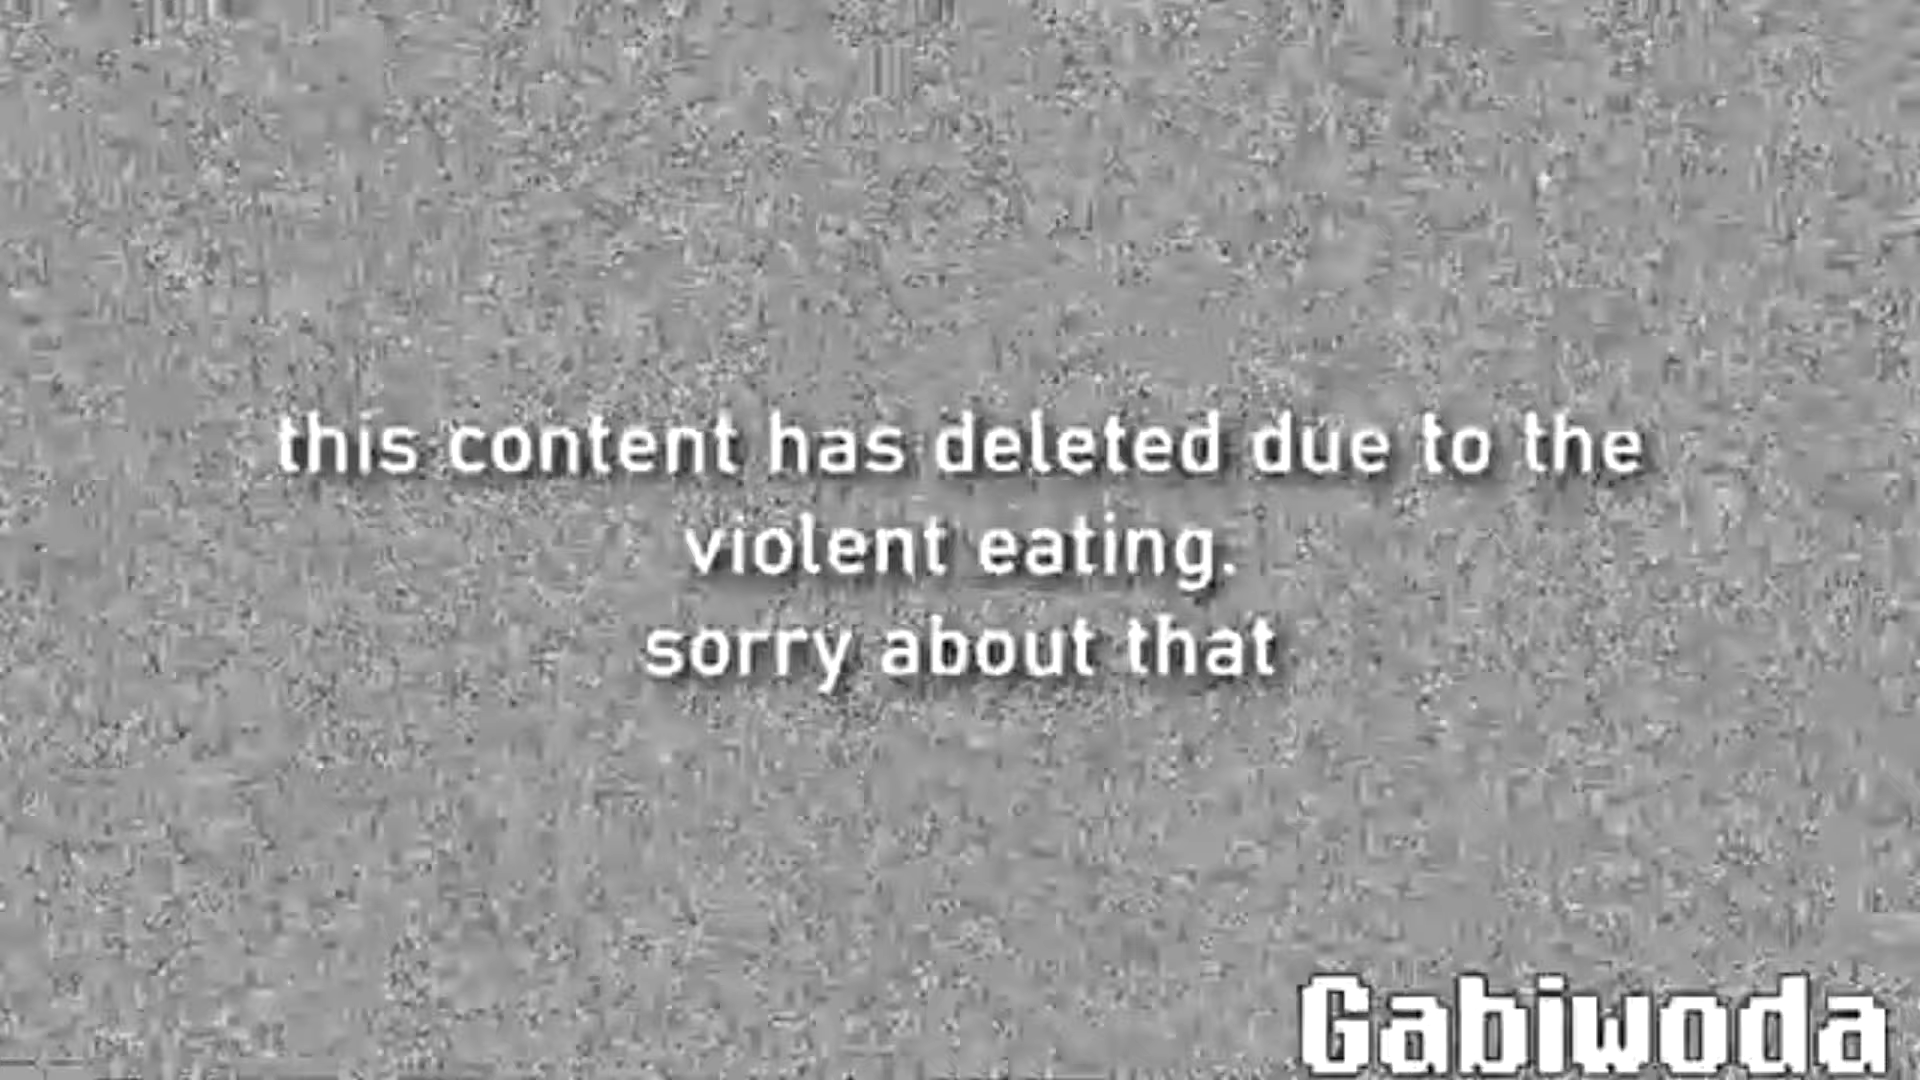 this content has deleted due to the
violent eating.
sorry about that
Gabiwoda